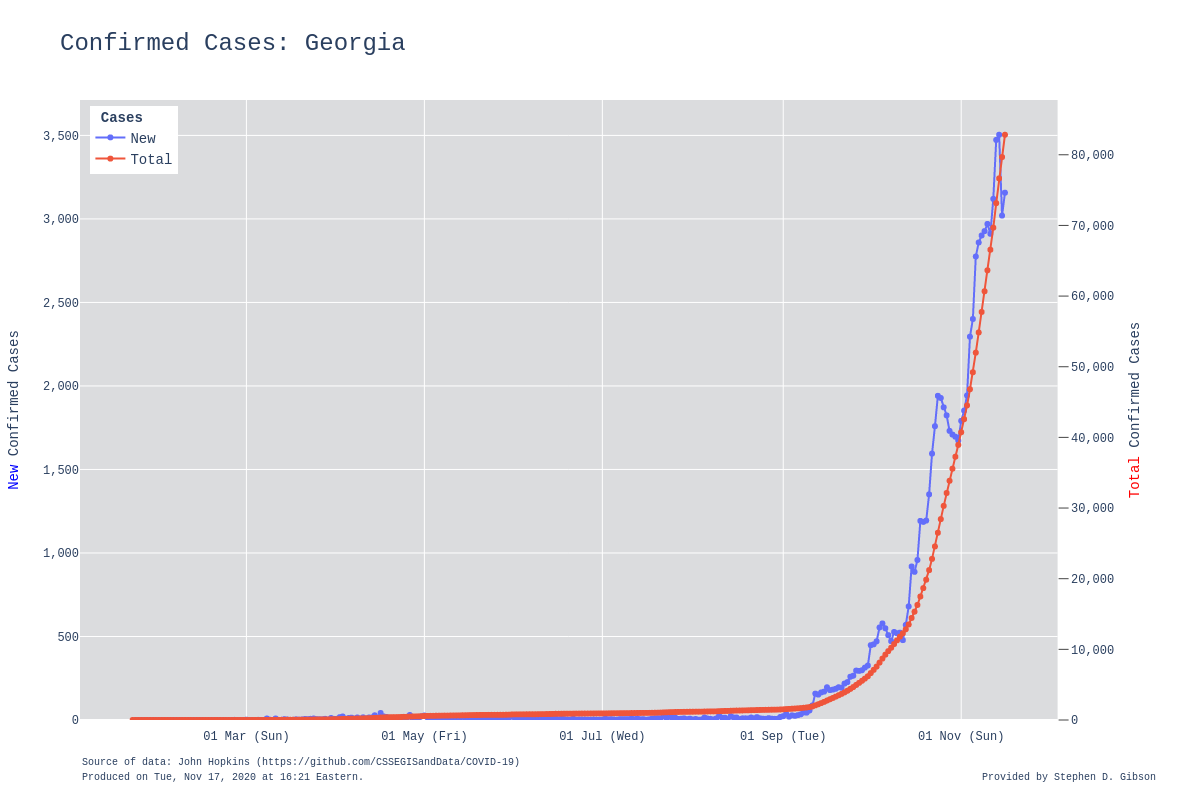 Confirmed Cases: Georgia
Cases
New
Total
3,500
3,000
2,500
2,000
1,500
1,000
500
0
New Confirmed Cases
80,000
70,000
60,000
50,000
40,000
30,000
20,000
10,000
0
Total Confirmed Cases
01 Mar (Sun) 01 May (Fri) 01 Jul (Wed) 01 Sep (Tue) 01 Nov (Sun)
Source of data: John Hopkins (https://github.com/CSSEGISandData/COVID-19)
Produced on Tue, Nov 17, 2020 at 16:21 Eastern.
Provided by Stephen D. Gibson